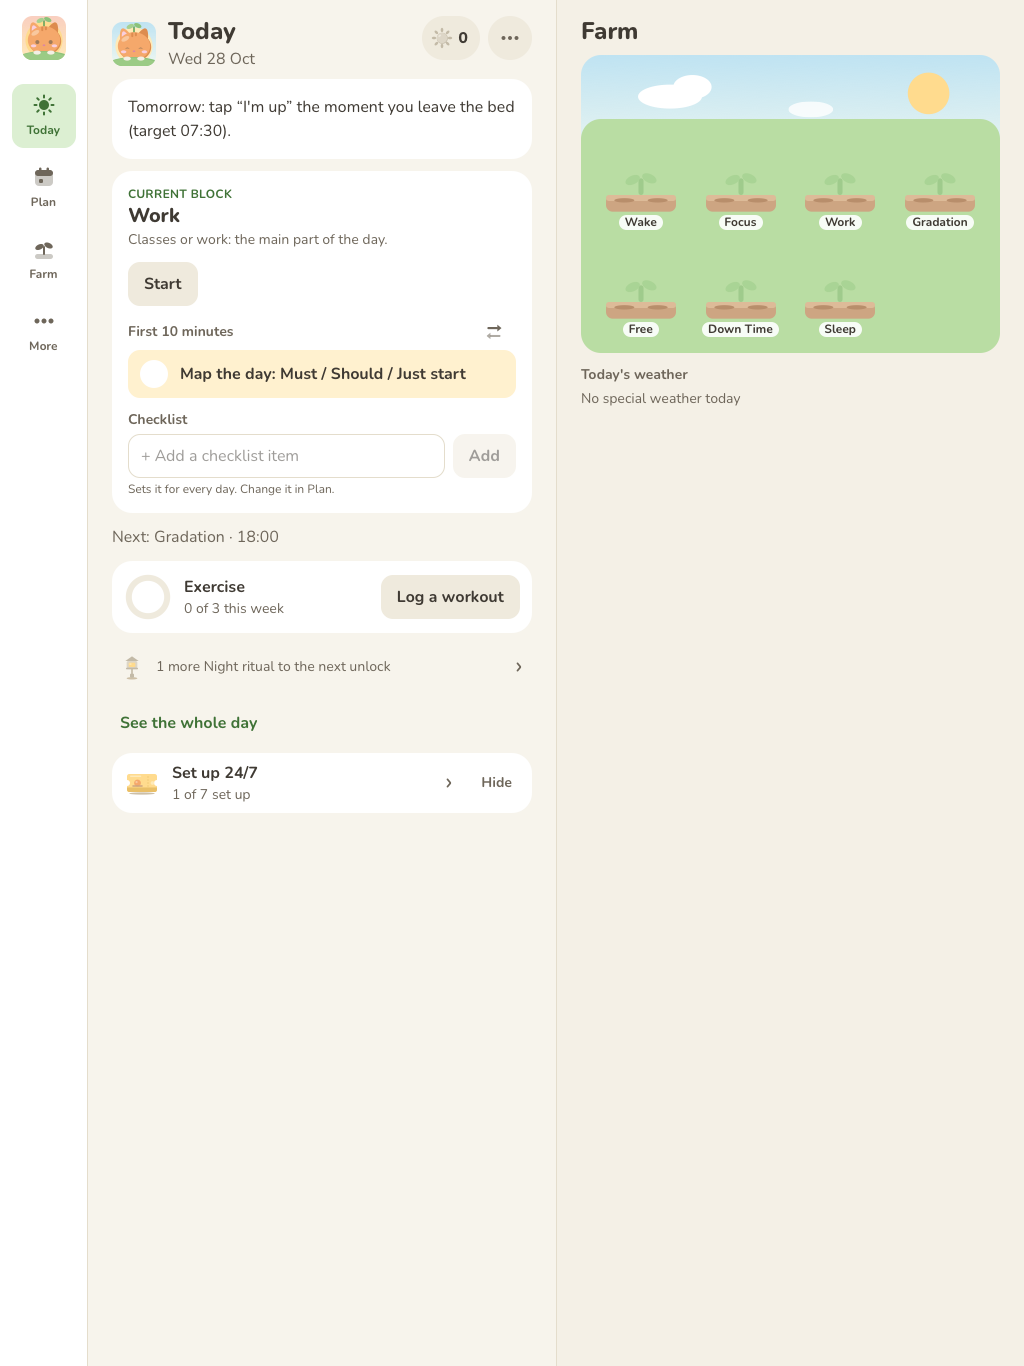 Today
Plan
Farm
More
Today
Wed 28 Oct
0
Tomorrow: tap “I'm up” the moment you leave the bed
(target 07:30).
CURRENT BLOCK
Work
Classes or work: the main part of the day.
Start
First 10 minutes
Map the day: Must / Should / Just start
Checklist
+ Add a checklist item
Add
Sets it for every day. Change it in Plan.
Next: Gradation · 18:00
Exercise
0 of 3 this week
Log a workout
1 more Night ritual to the next unlock
See the whole day
Set up 24/7
1 of 7 set up
Hide
Farm
Wake
Focus
Work
Gradation
Free
Down Time
Sleep
Today's weather
No special weather today